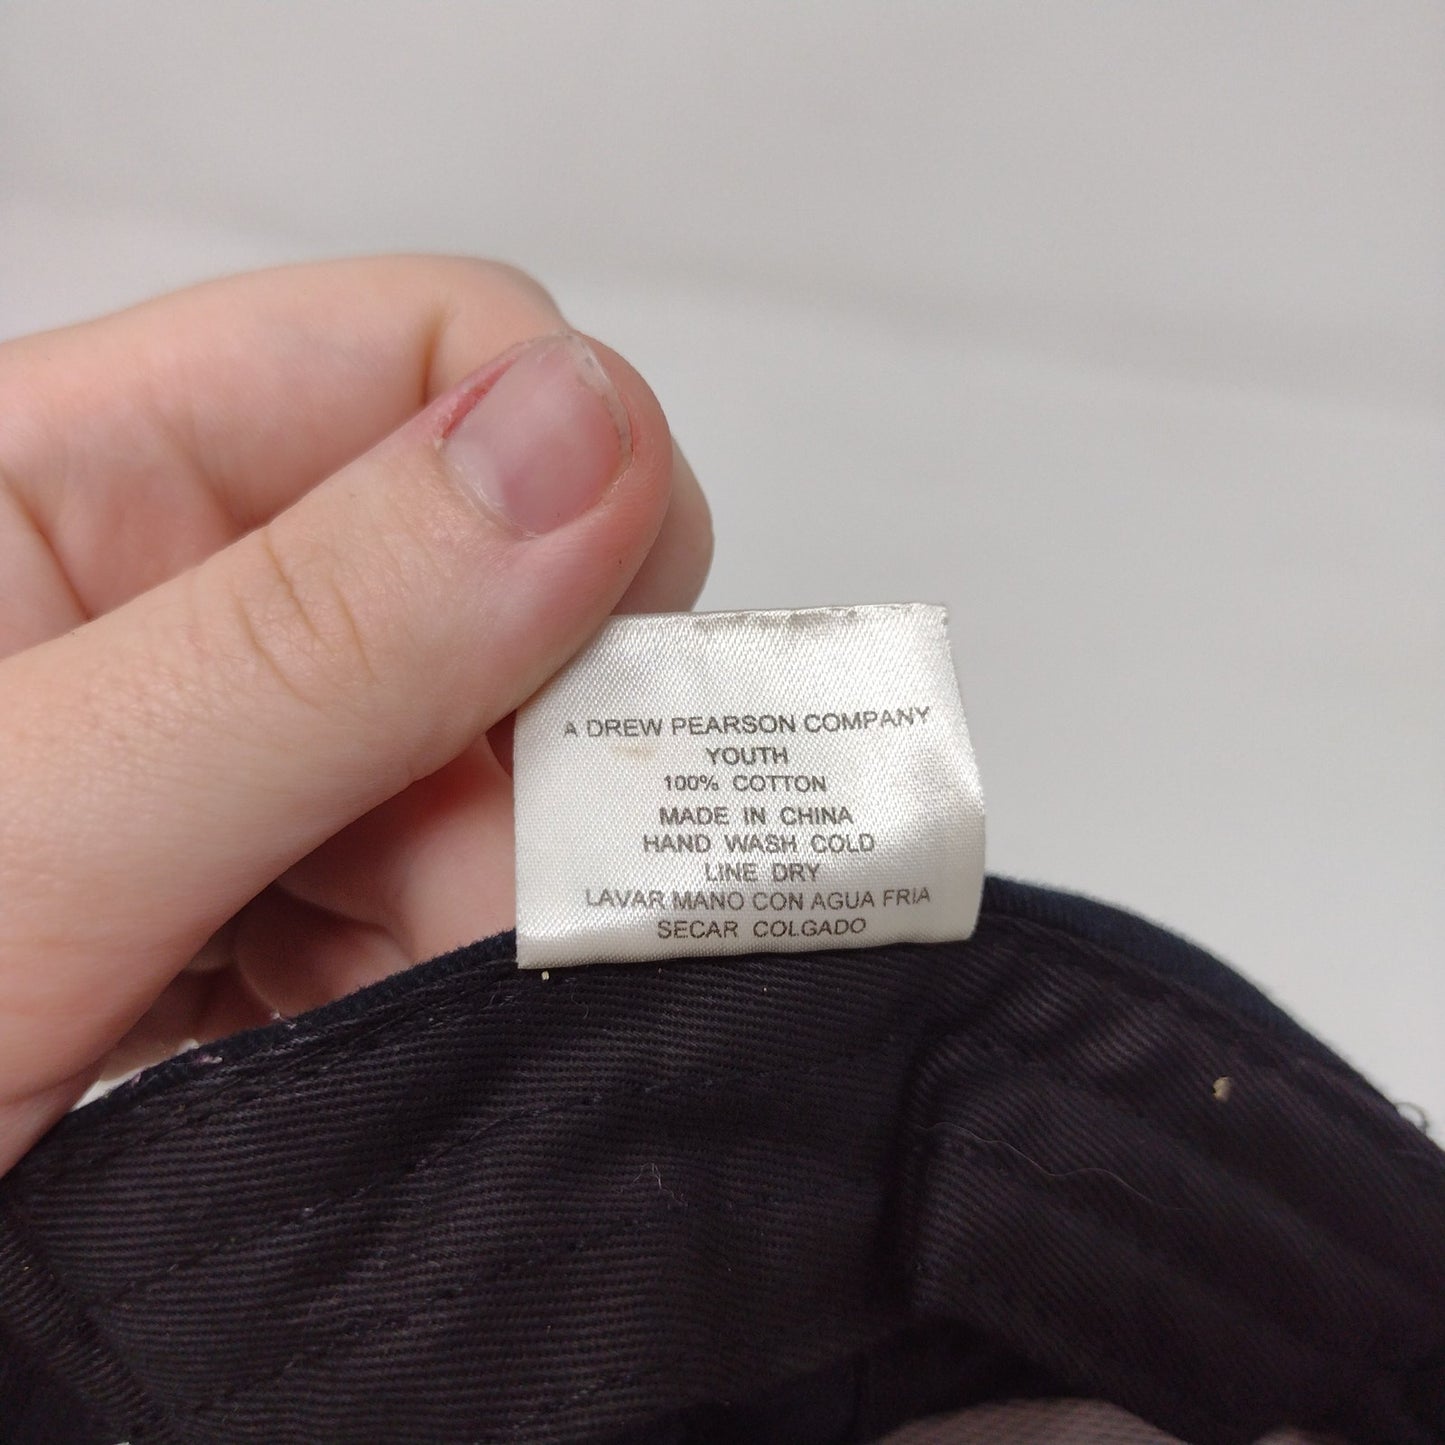 A DREW PEARSON COMPANY
YOUTH
100% COTTON
MADE IN CHINA
HAND WASH COLD
LINE DRY
LAVAR MANO CON AGUA FRIA
SECAR COLGADO